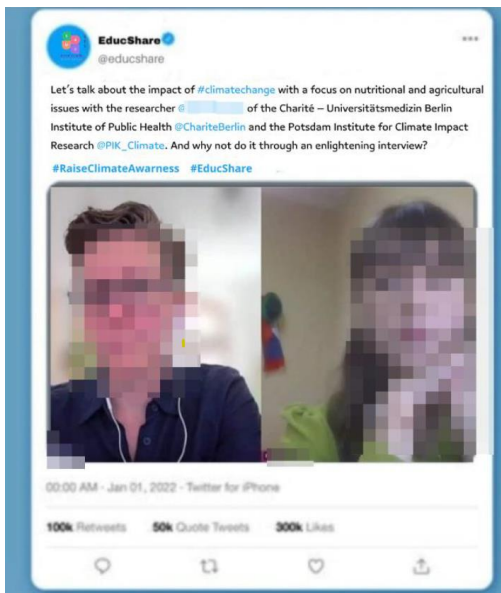 EducShare
@educshare
Let's talk about the impact of #climatechange with a focus on nutritional and agricultural
issues with the researcher @ of the Charité – Universitätsmedizin Berlin
Institute of Public Health @ChariteBerlin and the Potsdam Institute for Climate Impact
Research @PIK_Climate. And why not do it through an enlightening interview?
#RaiseClimateAwarness #EducShare
00:00 AM - Jan 01, 2022 - Twitter for iPhone
100k Retweets 50k Quote Tweets 300k Likes